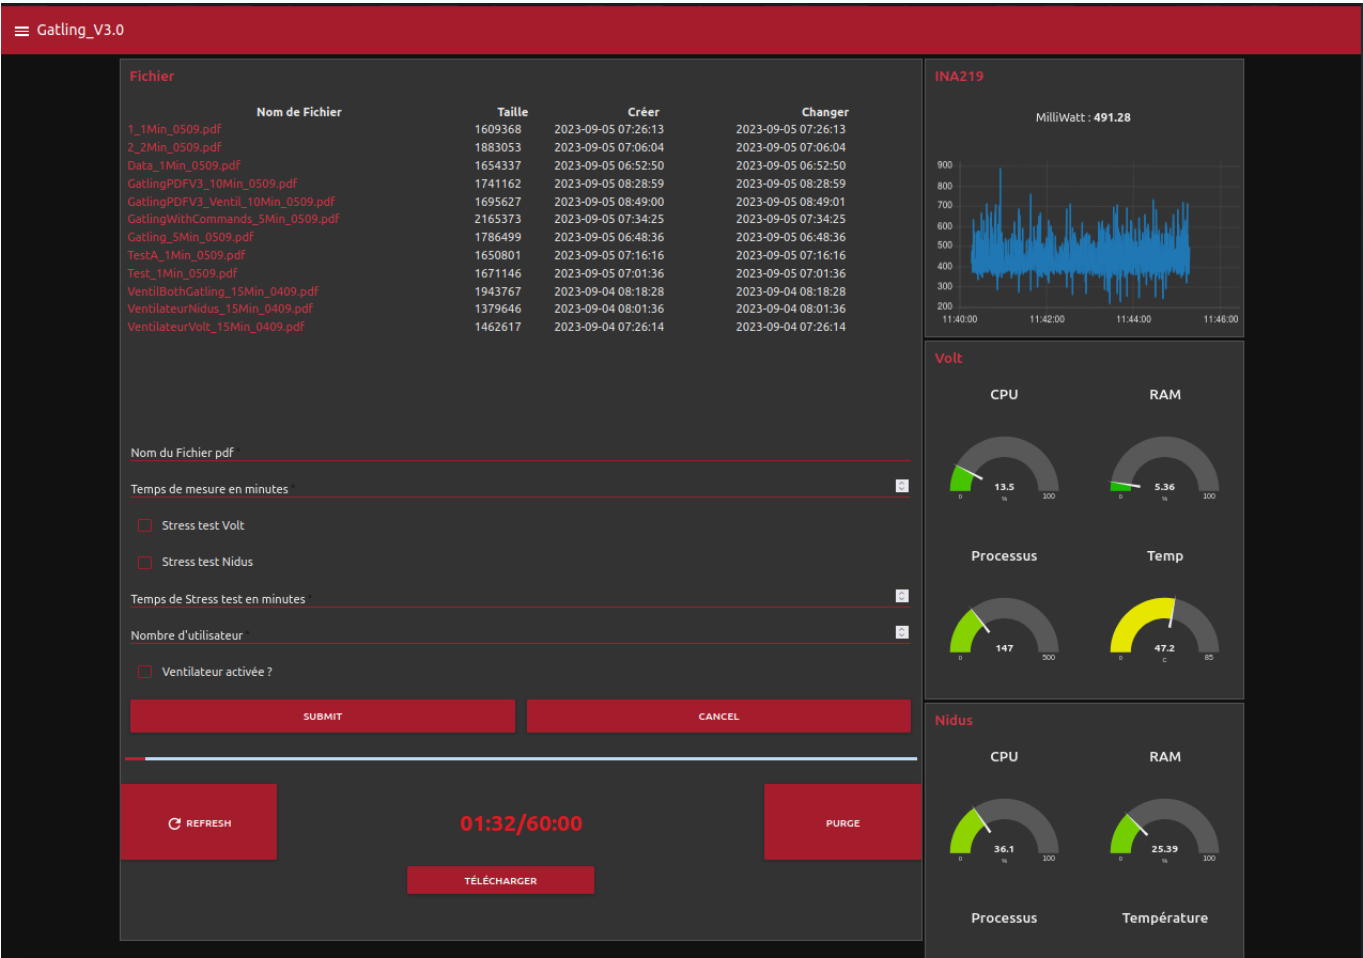 Gatling_V3.0
Fichier
Nom de Fichier Taille Créer Changer
1_1Min_0509.pdf 1609368 2023-09-05 07:26:13 2023-09-05 07:26:13
2_2Min_0509.pdf 1883053 2023-09-05 07:06:04 2023-09-05 07:06:04
Data_1Min_0509.pdf 1654337 2023-09-05 06:52:50 2023-09-05 06:52:50
GatlingPDFV3_10Min_0509.pdf 1741162 2023-09-05 08:28:59 2023-09-05 08:28:59
GatlingPDFV3_Ventil_10Min_0509.pdf 1695627 2023-09-05 08:49:00 2023-09-05 08:49:01
GatlingWithCommands_5Min_0509.pdf 2165373 2023-09-05 07:34:25 2023-09-05 07:34:25
Gatling_5Min_0509.pdf 1786499 2023-09-05 06:48:36 2023-09-05 06:48:36
TestA_1Min_0509.pdf 1650801 2023-09-05 07:16:16 2023-09-05 07:16:16
Test_1Min_0509.pdf 1671146 2023-09-05 07:01:36 2023-09-05 07:01:36
VentilBothGatling_15Min_0409.pdf 1943767 2023-09-04 08:18:28 2023-09-04 08:18:28
VentilateurNidus_15Min_0409.pdf 1379646 2023-09-04 08:01:36 2023-09-04 08:01:36
VentilateurVolt_15Min_0409.pdf 1462617 2023-09-04 07:26:14 2023-09-04 07:26:14
Nom du Fichier pdf *
Temps de mesure en minutes *
Stress test Volt
Stress test Nidus
Temps de Stress test en minutes *
Nombre d'utilisateur *
Ventilateur activée ?
SUBMIT CANCEL
REFRESH 01:32/60:00 PURGE
TÉLÉCHARGER
INA219
MilliWatt : 491.28
900
800
700
600
500
400
300
200
11:40:00 11:42:00 11:44:00 11:46:00
Volt
CPU RAM
13.5 5.36
0 % 100 0 % 100
Processus Temp
147 47.2
0 500 0 C 85
Nidus
CPU RAM
36.1 25.39
0 % 100 0 % 100
Processus Température